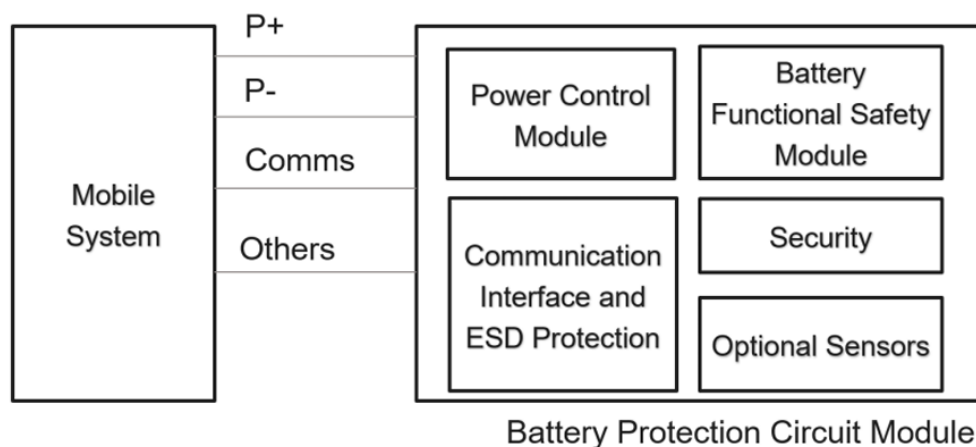 Mobile
System
P+
P-
Comms
Others
Power Control
Module
Battery
Functional Safety
Module
Communication
Interface and
ESD Protection
Security
Optional Sensors
Battery Protection Circuit Module